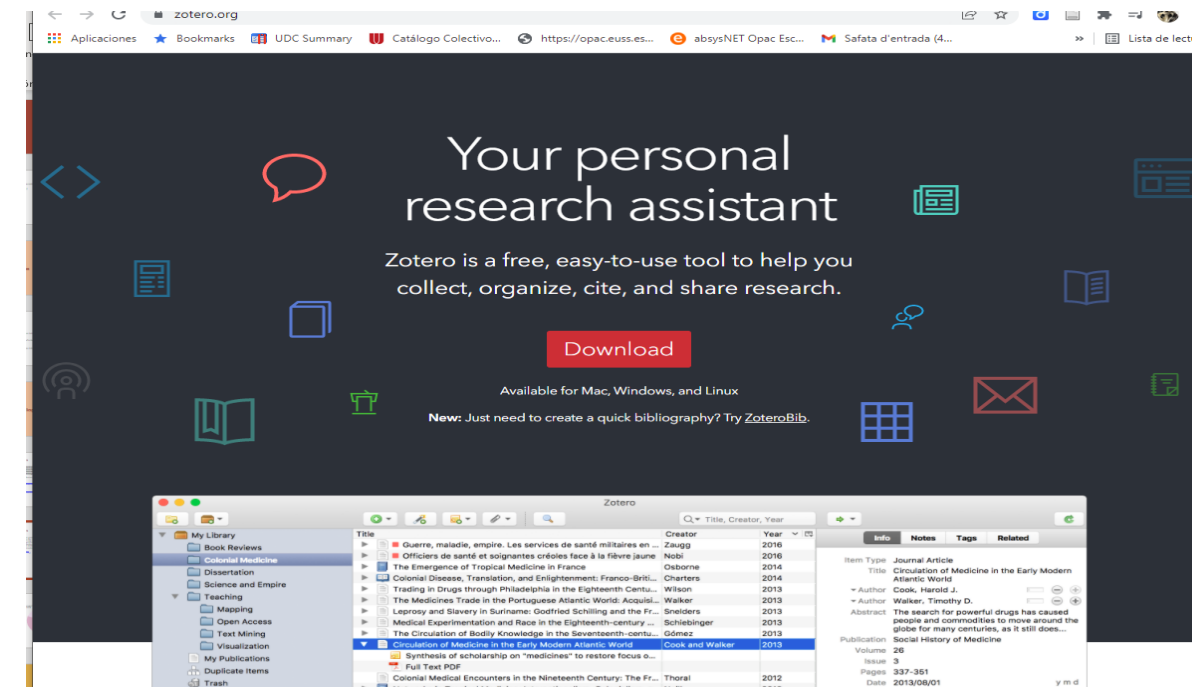 zotero.org
Aplicaciones
Bookmarks
UDC Summary
Catálogo Colectivo...
https://opac.euss.es...
absysNET Opac Esc...
Safata d'entrada (4...
»
Lista de lect
Your personal
research assistant
Zotero is a free, easy-to-use tool to help you
collect, organize, cite, and share research.
Download
Available for Mac, Windows, and Linux
New: Just need to create a quick bibliography? Try ZoteroBib.
Zotero
Title, Creator, Year
My Library
Book Reviews
Colonial Medicine
Dissertation
Science and Empire
Teaching
Mapping
Open Access
Text Mining
Visualization
My Publications
Duplicate Items
Trash
Title Creator Year
Guerre, maladie, empire. Les services de santé militaires en ... Zaugg 2016
Officiers de santé et soignantes créoles face à la fièvre jaune Nobi 2016
The Emergence of Tropical Medicine in France Osborne 2014
Colonial Disease, Translation, and Enlightenment: Franco-Briti... Charters 2014
Trading in Drugs through Philadelphia in the Eighteenth Centu... Wilson 2013
The Medicines Trade in the Portuguese Atlantic World: Acquisi... Walker 2013
Leprosy and Slavery in Suriname: Godfried Schilling and the Fr... Snelders 2013
Medical Experimentation and Race in the Eighteenth-century ... Schiebinger 2013
The Circulation of Bodily Knowledge in the Seventeenth-centu... Gómez 2013
Circulation of Medicine in the Early Modern Atlantic World Cook and Walker 2013
Synthesis of scholarship on "medicines" to restore focus o...
Full Text PDF
Colonial Medical Encounters in the Nineteenth Century: The Fr... Thoral 2012
Info Notes Tags Related
Item Type Journal Article
Title Circulation of Medicine in the Early Modern
Atlantic World
Author Cook, Harold J.
Author Walker, Timothy D.
Abstract The search for powerful drugs has caused
people and commodities to move around the
globe for many centuries, as it still does...
Publication Social History of Medicine
Volume 26
Issue 3
Pages 337-351
Date 2013/08/01 y m d